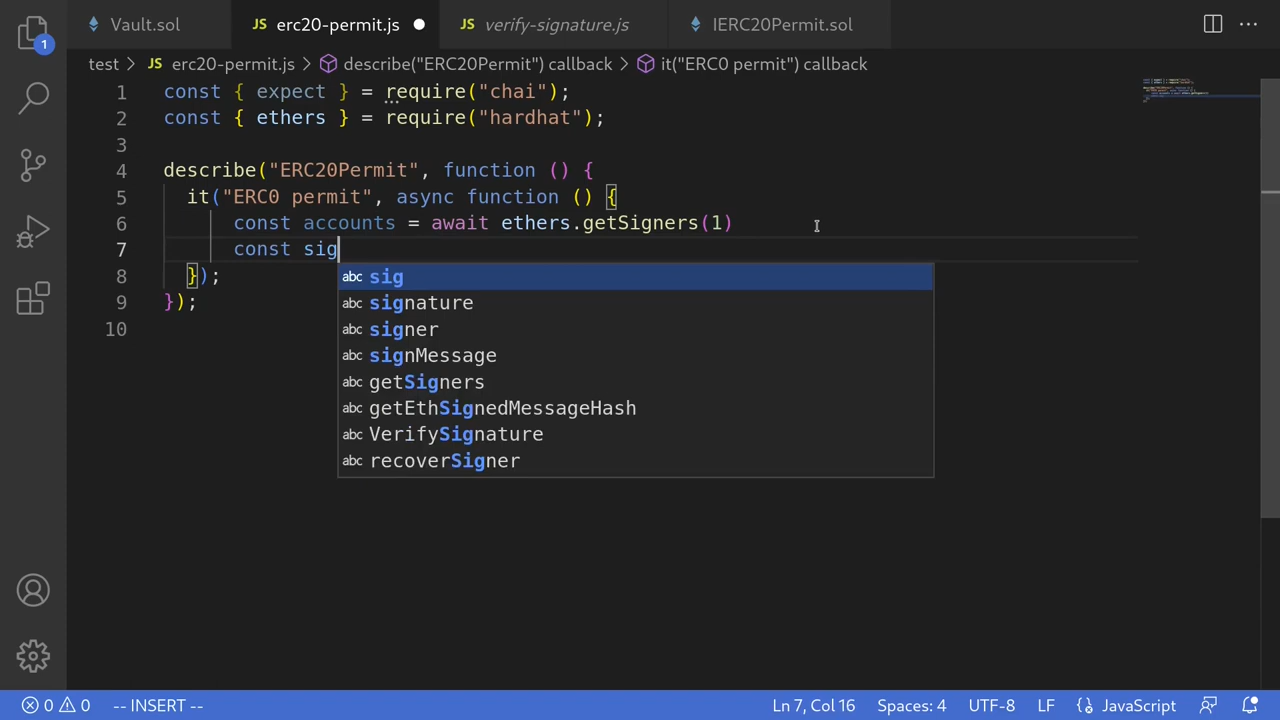 Vault.sol
JS erc20-permit.js
JS verify-signature.js
IERC20Permit.sol
1
test > JS erc20-permit.js > describe("ERC20Permit") callback > it("ERC0 permit") callback
1 const { expect } = require("chai");
2 const { ethers } = require("hardhat");
3
4 describe("ERC20Permit", function () {
5 it("ERC0 permit", async function () {
6 const accounts = await ethers.getSigners(1)
7 const sig
8 });
9 });
10
abc sig
abc signature
abc signer
abc signMessage
abc getSigners
abc getEthSignedMessageHash
abc VerifySignature
abc recoverSigner
0 0 -- INSERT -- Ln 7, Col 16 Spaces: 4 UTF-8 LF {} JavaScript